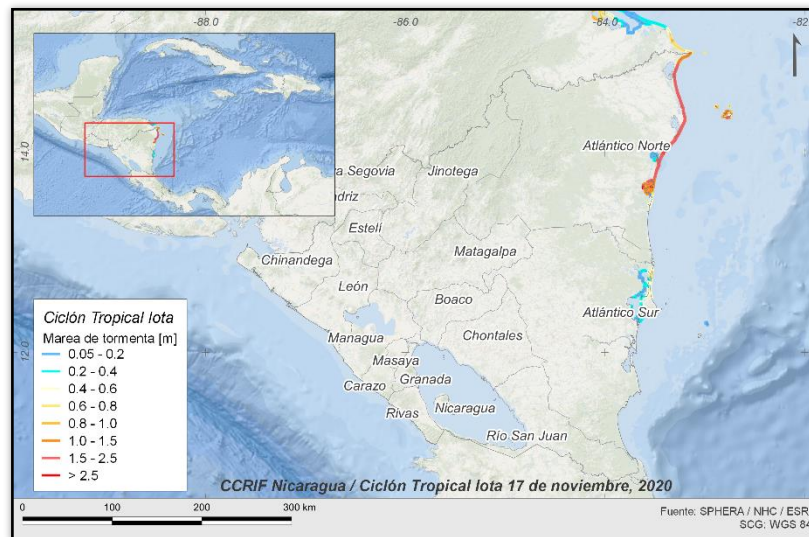 -88.0
-86.0
-84.0
-82
14.0
12.0
Atlántico Norte
Segovia
Jinotega
Estelí
Chinandega
Matagalpa
León
Boaco
Atlántico Sur
Managua
Chontales
Masaya
Carazo
Granada
Rivas
Nicaragua
Río San Juan
Ciclón Tropical Iota
Marea de tormenta [m]
0.05 - 0.2
0.2 - 0.4
0.4 - 0.6
0.6 - 0.8
0.8 - 1.0
1.0 - 1.5
1.5 - 2.5
> 2.5
CCRIF Nicaragua / Ciclón Tropical Iota 17 de noviembre, 2020
0 100 200 300 km
Fuente: SPHERA / NHC / ESR
SCG: WGS 84